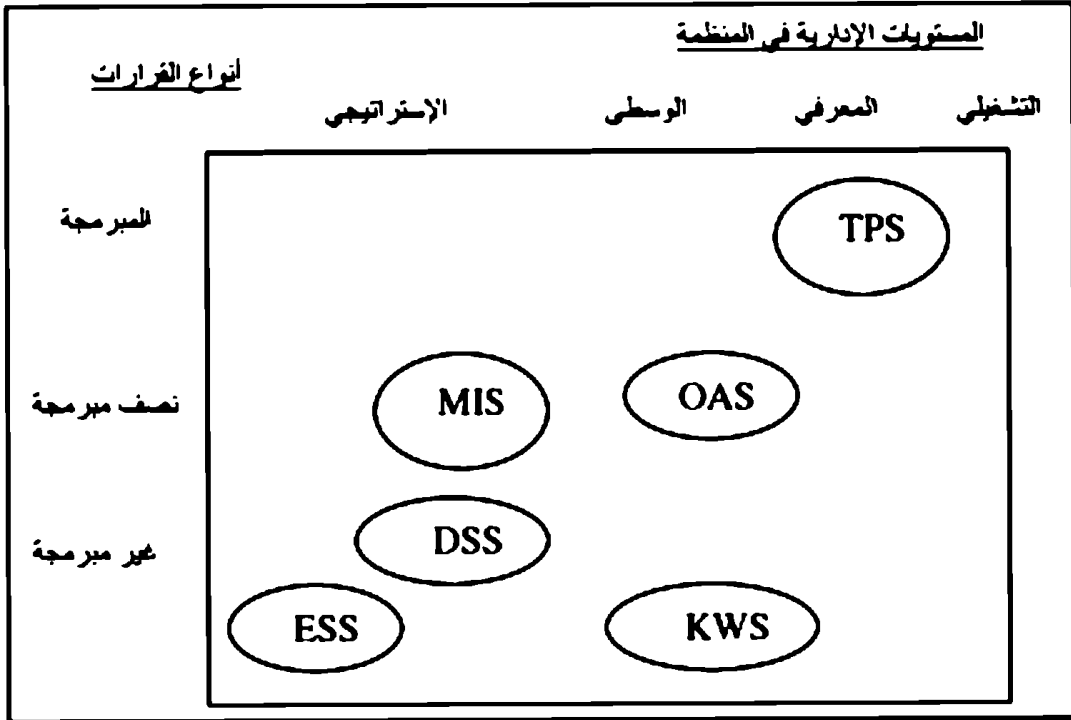 المستويات الإدارية في المنظمة
أنواع القرارات
التشغيلي المعرفي الوسطى الإستراتيجي
المبرمجة
TPS
نصف مبرمجة
OAS MIS
غير مبرمجة
DSS
KWS ESS